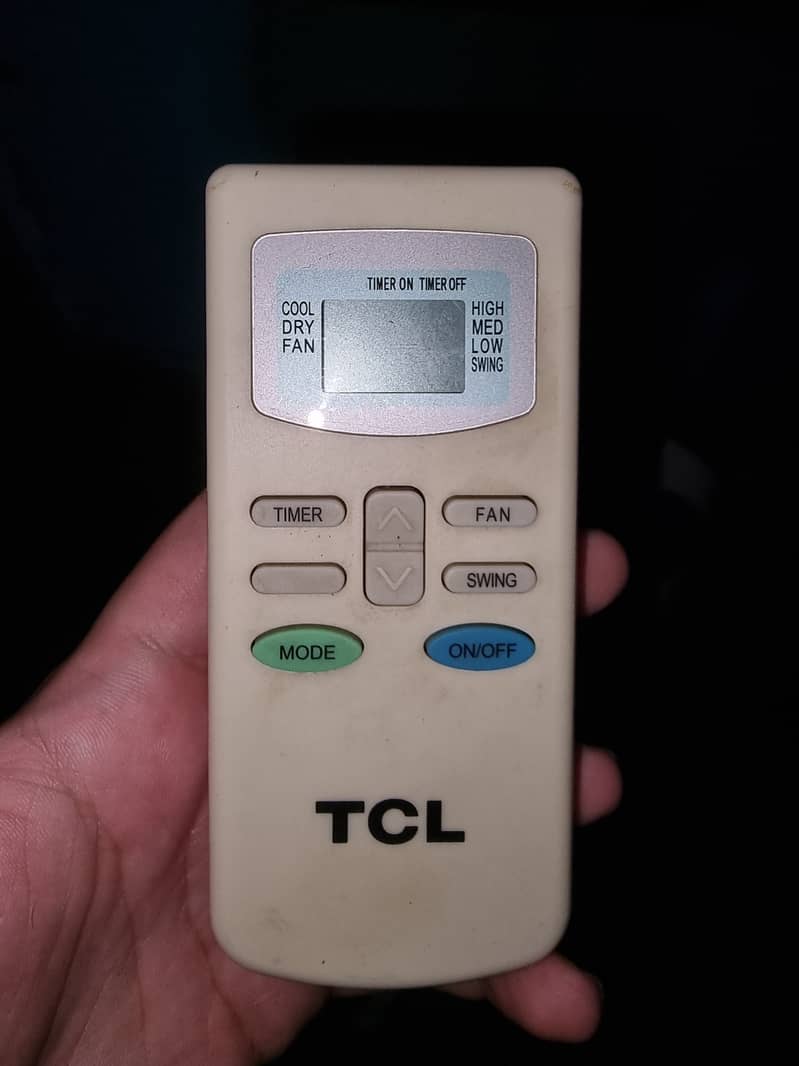 TIMER ON TIMER OFF
COOL
DRY
FAN
HIGH
MED
LOW
SWING
TIMER
FAN
SWING
MODE
ON/OFF
TCL